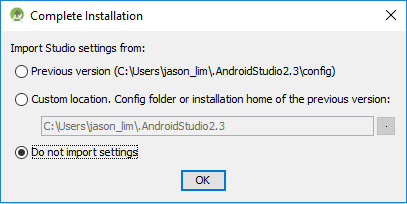 Complete Installation
Import Studio settings from:
Previous version (C:\Users\jason_lim\.AndroidStudio2.3\config)
Custom location. Config folder or installation home of the previous version:
C:\Users\jason_lim\.AndroidStudio2.3
.
Do not import settings
OK